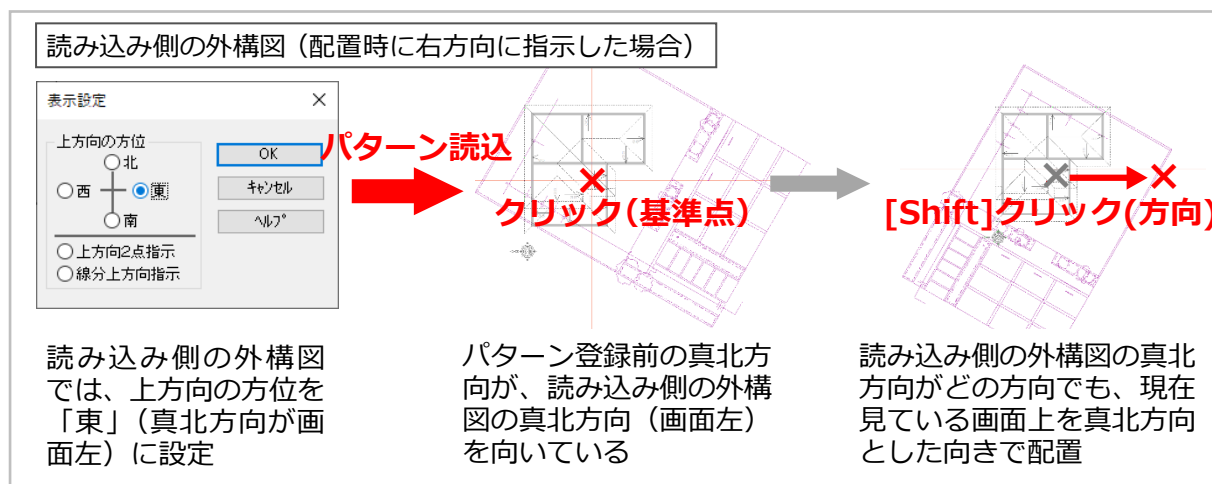 読み込み側の外構図（配置時に右方向に指示した場合）
表示設定
上方向の方位
北
西
東
南
上方向2点指示
線分上方向指示
OK
キャンセル
ヘルプ
パターン読込
クリック（基準点）
[Shift]クリック(方向)
読み込み側の外構図
では、上方向の方位を
「東」（真北方向が画
面左）に設定
パターン登録前の真北方
向が、読み込み側の外構
図の真北方向（画面左）
を向いている
読み込み側の外構図の真北
方向がどの方向でも、現在
見ている画面上を真北方向
とした向きで配置